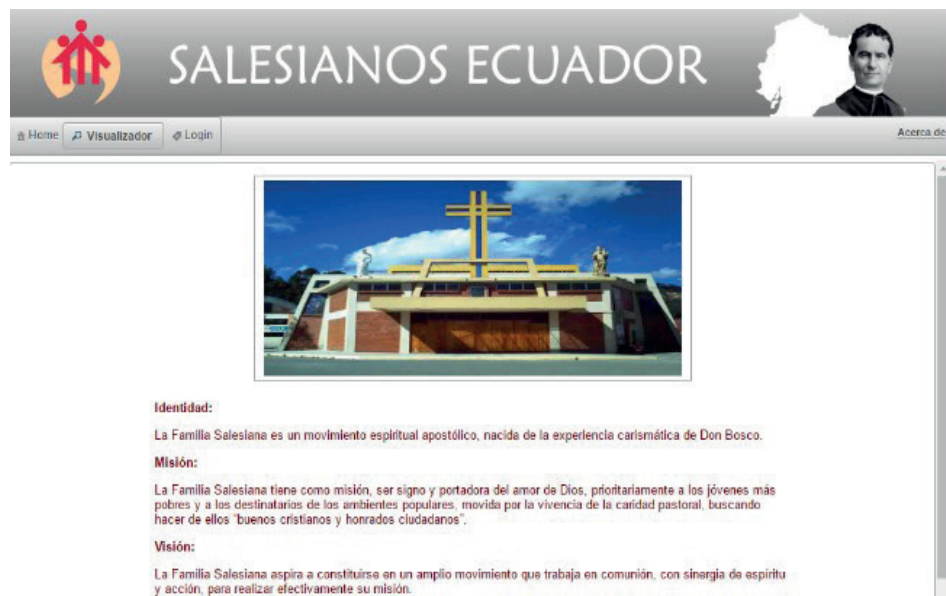 SALESIANOS ECUADOR
Home Visualizador Login Acerca de
Identidad:
La Familia Salesiana es un movimiento espiritual apostólico, nacida de la experiencia carismática de Don Bosco.
Misión:
La Familia Salesiana tiene como misión, ser signo y portadora del amor de Dios, prioritariamente a los jóvenes más
pobres y a los destinatarios de los ambientes populares, movida por la vivencia de la caridad pastoral, buscando
hacer de ellos "buenos cristianos y honrados ciudadanos".
Visión:
La Familia Salesiana aspira a constituirse en un amplio movimiento que trabaja en comunión, con sinergia de espíritu
y acción, para realizar efectivamente su misión.